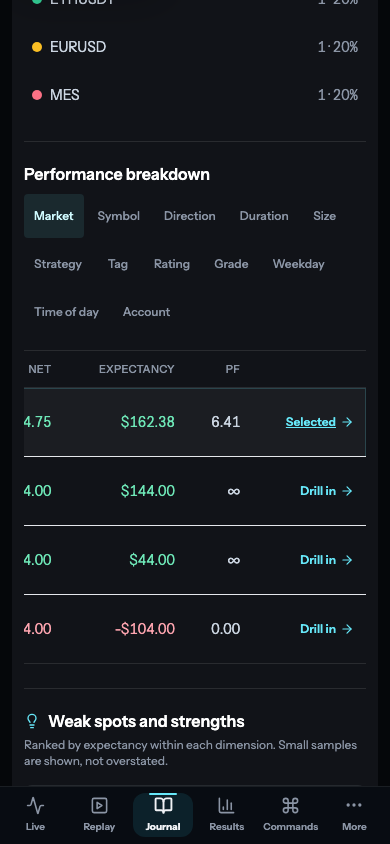 ETHUSDT 1·20%
EURUSD 1·20%
MES 1·20%
Performance breakdown
Market Symbol Direction Duration Size
Strategy Tag Rating Grade Weekday
Time of day Account
NET EXPECTANCY PF
4.75 $162.38 6.41 Selected →
4.00 $144.00 ∞ Drill in →
4.00 $44.00 ∞ Drill in →
4.00 -$104.00 0.00 Drill in →
Weak spots and strengths
Ranked by expectancy within each dimension. Small samples
are shown, not overstated.
Live Replay Journal Results Commands More